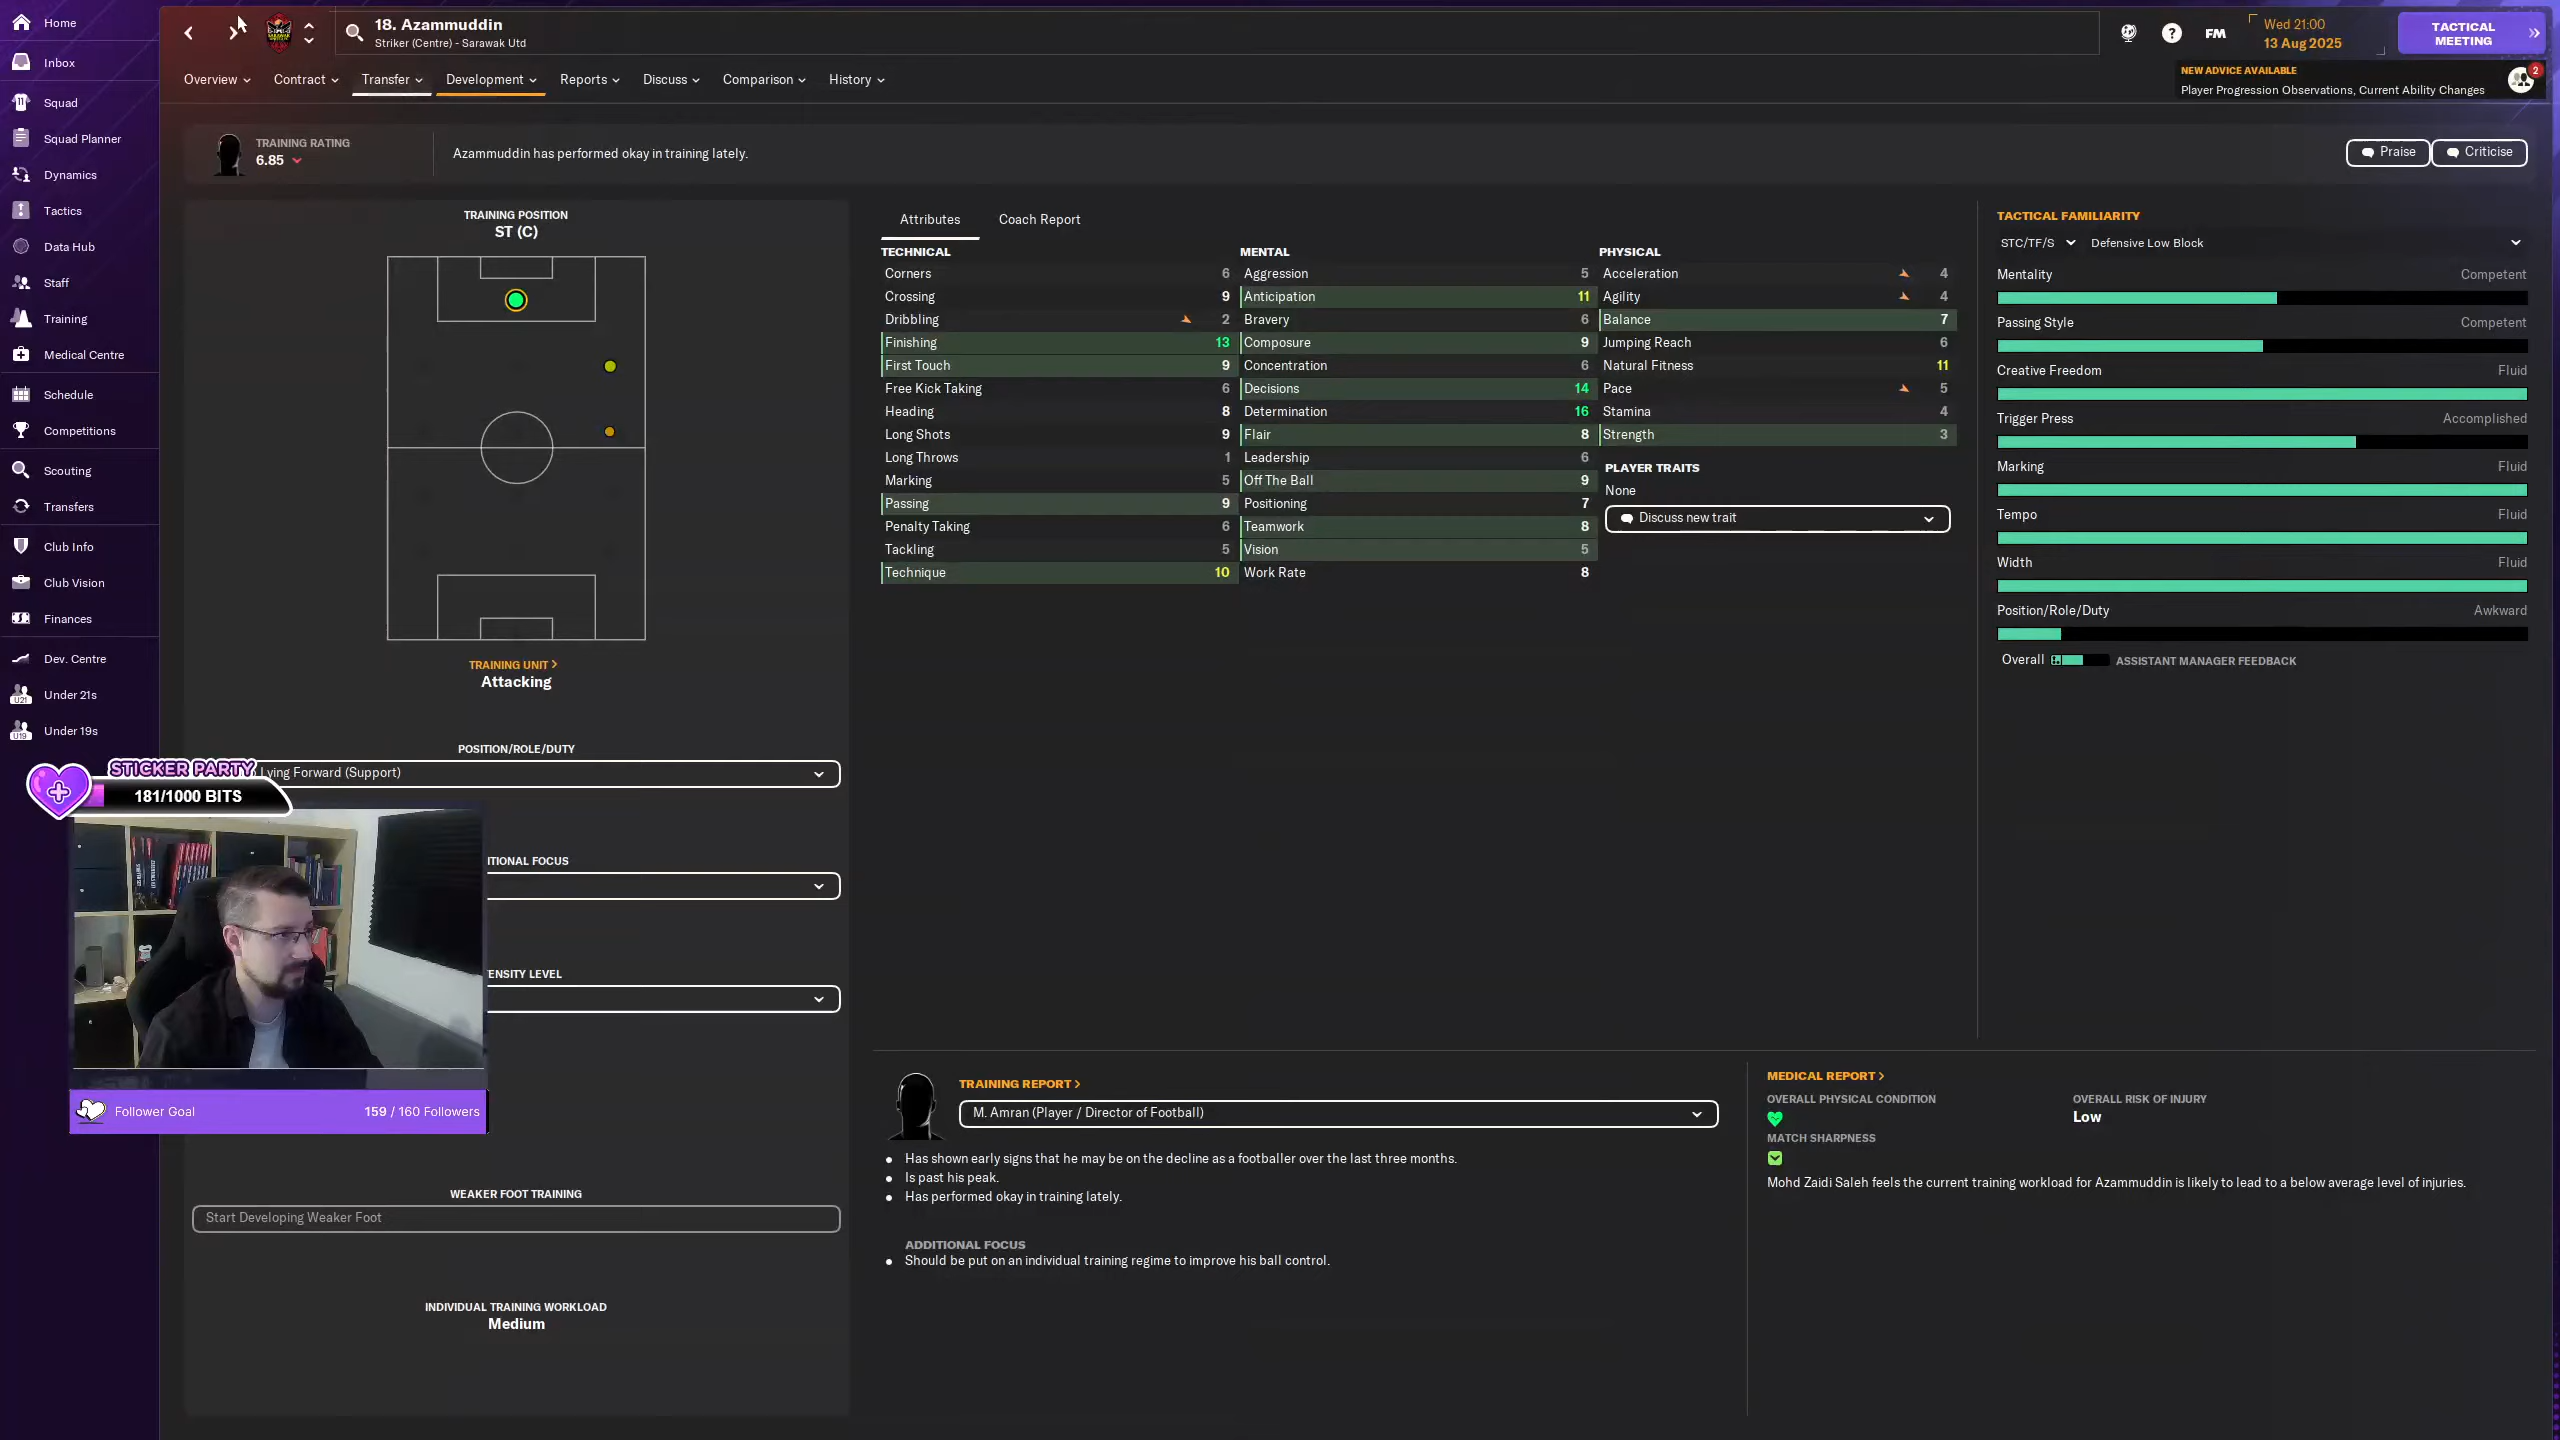 Home
Inbox
Squad
Squad Planner
Dynamics
Tactics
Data Hub
Staff
Training
Medical Centre
Schedule
Competitions
Scouting
Transfers
Club Info
Club Vision
Finances
Dev. Centre
Under 21s
Under 19s
18. Azammuddin
Striker (Centre) - Sarawak Utd
FM
Wed 21:00
13 Aug 2025
TACTICAL
MEETING
Overview
Contract
Transfer
Development
Reports
Discuss
Comparison
History
NEW ADVICE AVAILABLE
Player Progression Observations, Current Ability Changes
2
TRAINING RATING
6.85
Azammuddin has performed okay in training lately.
Praise
Criticise
TRAINING POSITION
ST (C)
TRAINING UNIT
Attacking
POSITION/ROLE/DUTY
Lying Forward (Support)
ITIONAL FOCUS
ENSITY LEVEL
STICKER PARTY
181/1000 BITS
Follower Goal 159 / 160 Followers
WEAKER FOOT TRAINING
Start Developing Weaker Foot
INDIVIDUAL TRAINING WORKLOAD
Medium
Attributes
Coach Report
TECHNICAL
Corners 6
Crossing 9
Dribbling 2
Finishing 13
First Touch 9
Free Kick Taking 6
Heading 8
Long Shots 9
Long Throws 1
Marking 5
Passing 9
Penalty Taking 6
Tackling 5
Technique 10
MENTAL
Aggression 5
Anticipation 11
Bravery 6
Composure 9
Concentration 6
Decisions 14
Determination 16
Flair 8
Leadership 6
Off The Ball 9
Positioning 7
Teamwork 8
Vision 5
Work Rate 8
PHYSICAL
Acceleration 4
Agility 4
Balance 7
Jumping Reach 6
Natural Fitness 11
Pace 5
Stamina 4
Strength 3
PLAYER TRAITS
None
Discuss new trait
TACTICAL FAMILIARITY
STC/TF/S
Defensive Low Block
Mentality Competent
Passing Style Competent
Creative Freedom Fluid
Trigger Press Accomplished
Marking Fluid
Tempo Fluid
Width Fluid
Position/Role/Duty Awkward
Overall ASSISTANT MANAGER FEEDBACK
TRAINING REPORT
M. Amran (Player / Director of Football)
Has shown early signs that he may be on the decline as a footballer over the last three months.
Is past his peak.
Has performed okay in training lately.
ADDITIONAL FOCUS
Should be put on an individual training regime to improve his ball control.
MEDICAL REPORT
OVERALL PHYSICAL CONDITION
OVERALL RISK OF INJURY
Low
MATCH SHARPNESS
Mohd Zaidi Saleh feels the current training workload for Azammuddin is likely to lead to a below average level of injuries.